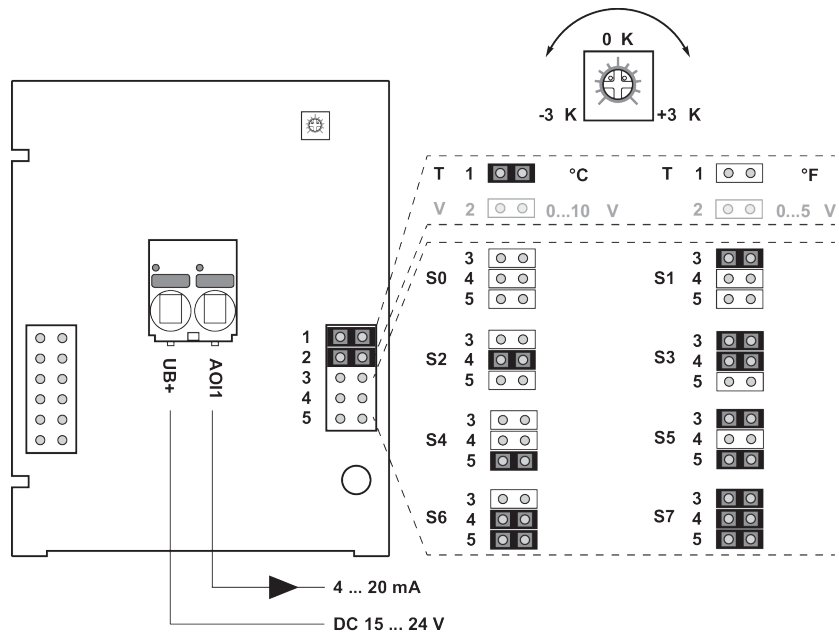 0 K
-3 K +3 K
T 1 °C T 1 °F
V 2 0...10 V 2 0...5 V
S0 3 4 5 S1 3 4 5
1
2
3
4
5
S2 3 4 5 S3 3 4 5
UB+ AOI1
S4 3 4 5 S5 3 4 5
S6 3 4 5 S7 3 4 5
4 ... 20 mA
DC 15 ... 24 V